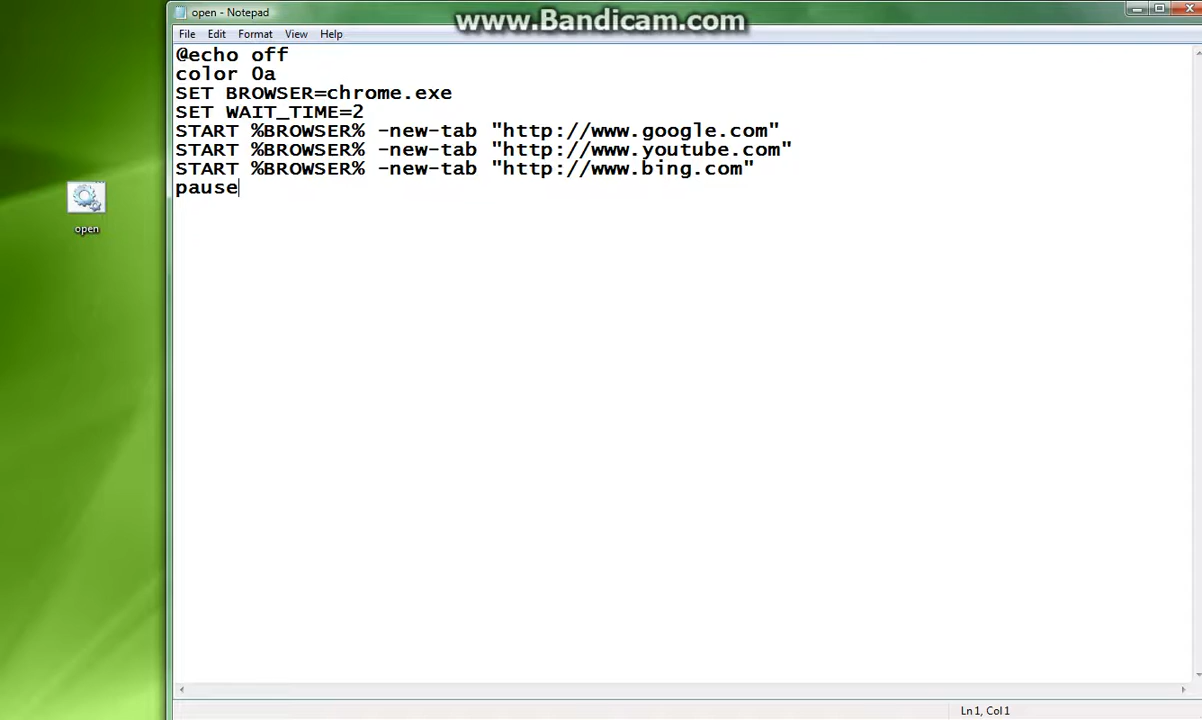 www.Bandicam.com
open - Notepad
File Edit Format View Help
@echo off
color 0a
SET BROWSER=chrome.exe
SET WAIT_TIME=2
START %BROWSER% -new-tab "http://www.google.com"
START %BROWSER% -new-tab "http://www.youtube.com"
START %BROWSER% -new-tab "http://www.bing.com"
pause
open
Ln 1, Col 1